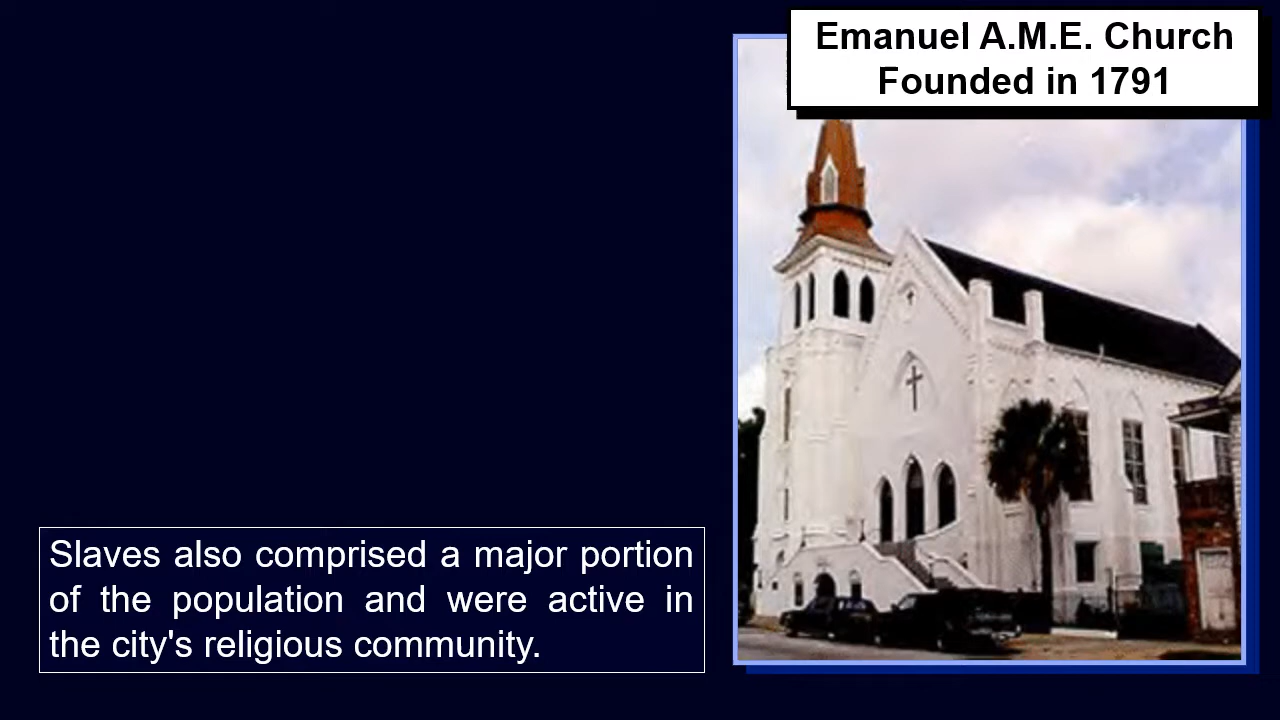 Emanuel A.M.E. Church
Founded in 1791
Slaves also comprised a major portion
of the population and were active in
the city's religious community.